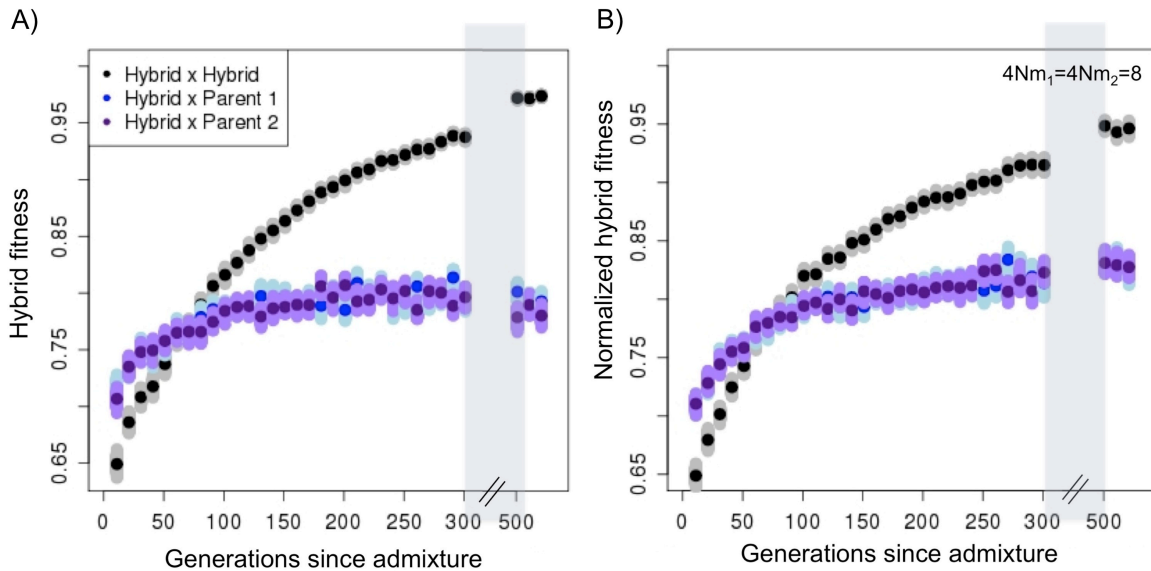 A)
Hybrid fitness
0.95
0.85
0.75
0.65
Hybrid x Hybrid
Hybrid x Parent 1
Hybrid x Parent 2
0 50 100 150 200 250 300 500
Generations since admixture
B)
Normalized hybrid fitness
0.95
0.85
0.75
0.65
4Nm₁=4Nm₂=8
0 50 100 150 200 250 300 500
Generations since admixture